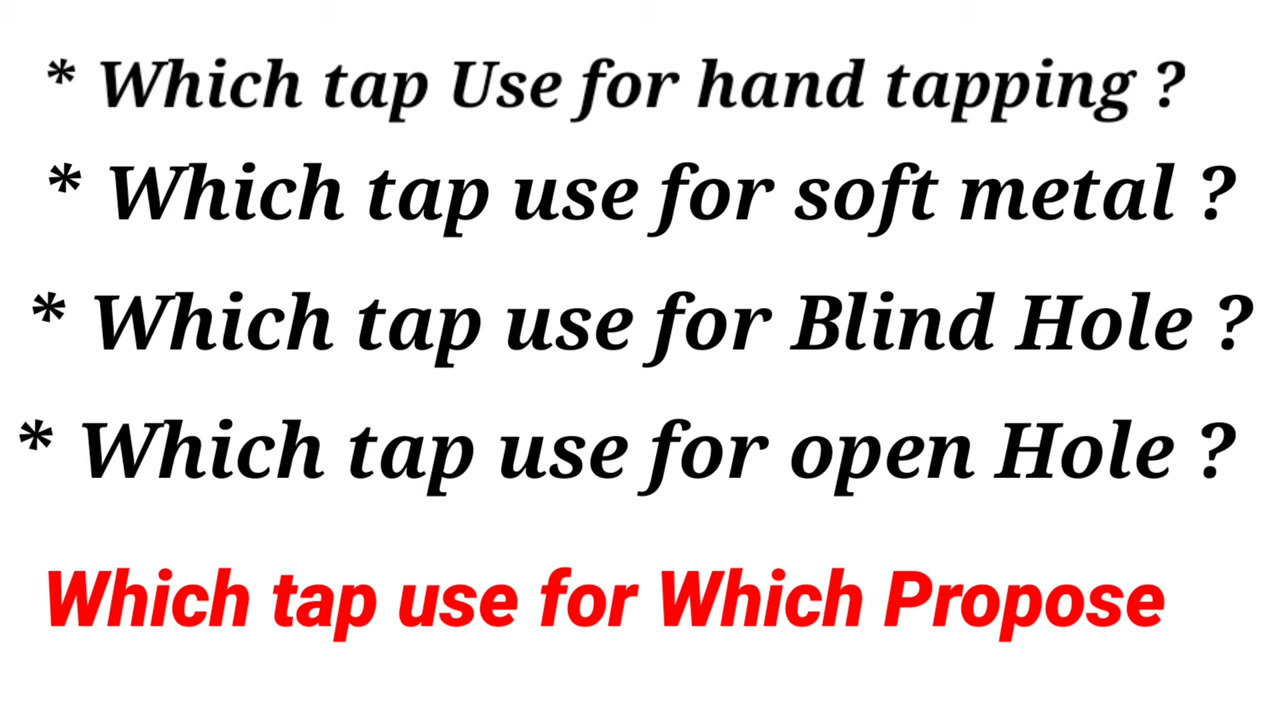 * Which tap Use for hand tapping ?
* Which tap use for soft metal ?
* Which tap use for Blind Hole ?
* Which tap use for open Hole ?
Which tap use for Which Propose